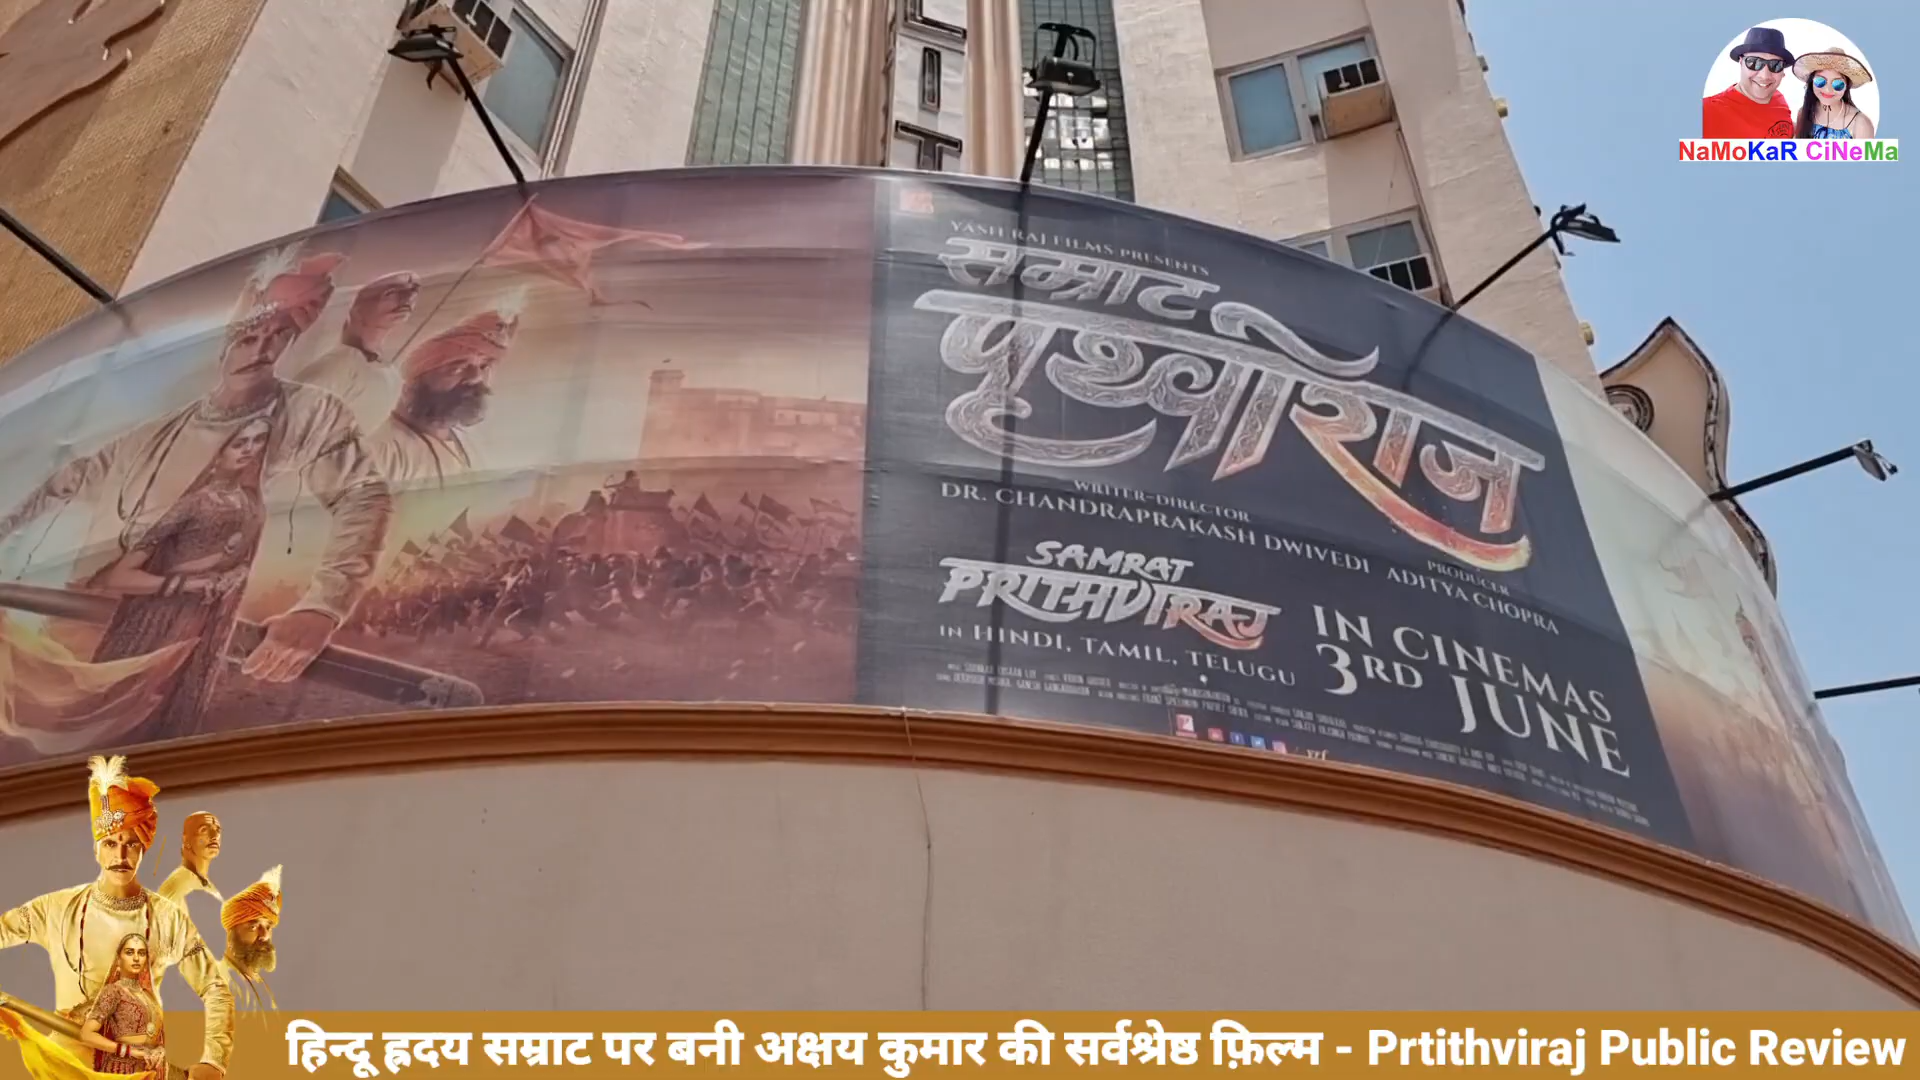 NaMoKaR CiNeMa
YASH RAJ FILMS PRESENTS
सम्राट
पृथ्वीराज
WRITER-DIRECTOR
DR. CHANDRAPRAKASH DWIVEDI
PRODUCER
ADITYA CHOPRA
SAMRAT
PRITHVIRAJ
IN HINDI, TAMIL, TELUGU
IN CINEMAS
3RD JUNE
हिन्दू ह्रदय सम्राट पर बनी अक्षय कुमार की सर्वश्रेष्ठ फ़िल्म - Prtithviraj Public Review